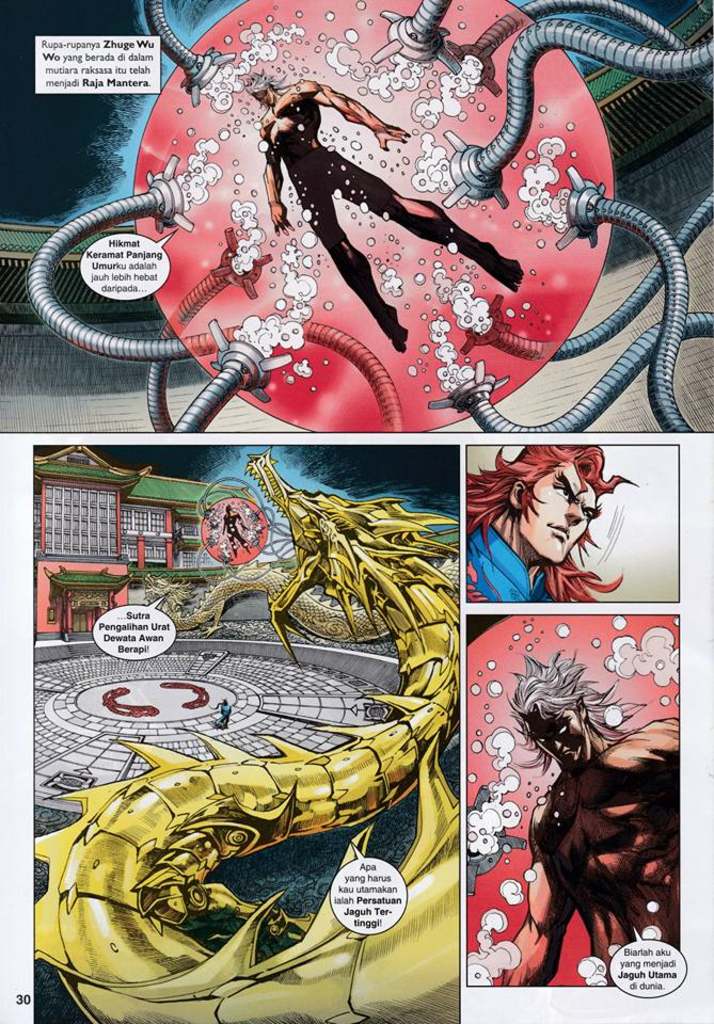 Rupa-rupanya Zhuge Wu
Wo yang berada di dalam
mutiara raksasa itu telah
menjadi Raja Mantera.
Hikmat
Keramat Panjang
Umurku adalah
jauh lebih hebat
daripada...
...Sutra
Pengalihan Urat
Dewata Awan
Berapi!
Apa
yang harus
kau utamakan
ialah Persatuan
Jaguh Ter-
tinggi!
Biarlah aku
yang menjadi
Jaguh Utama
di dunia.
30